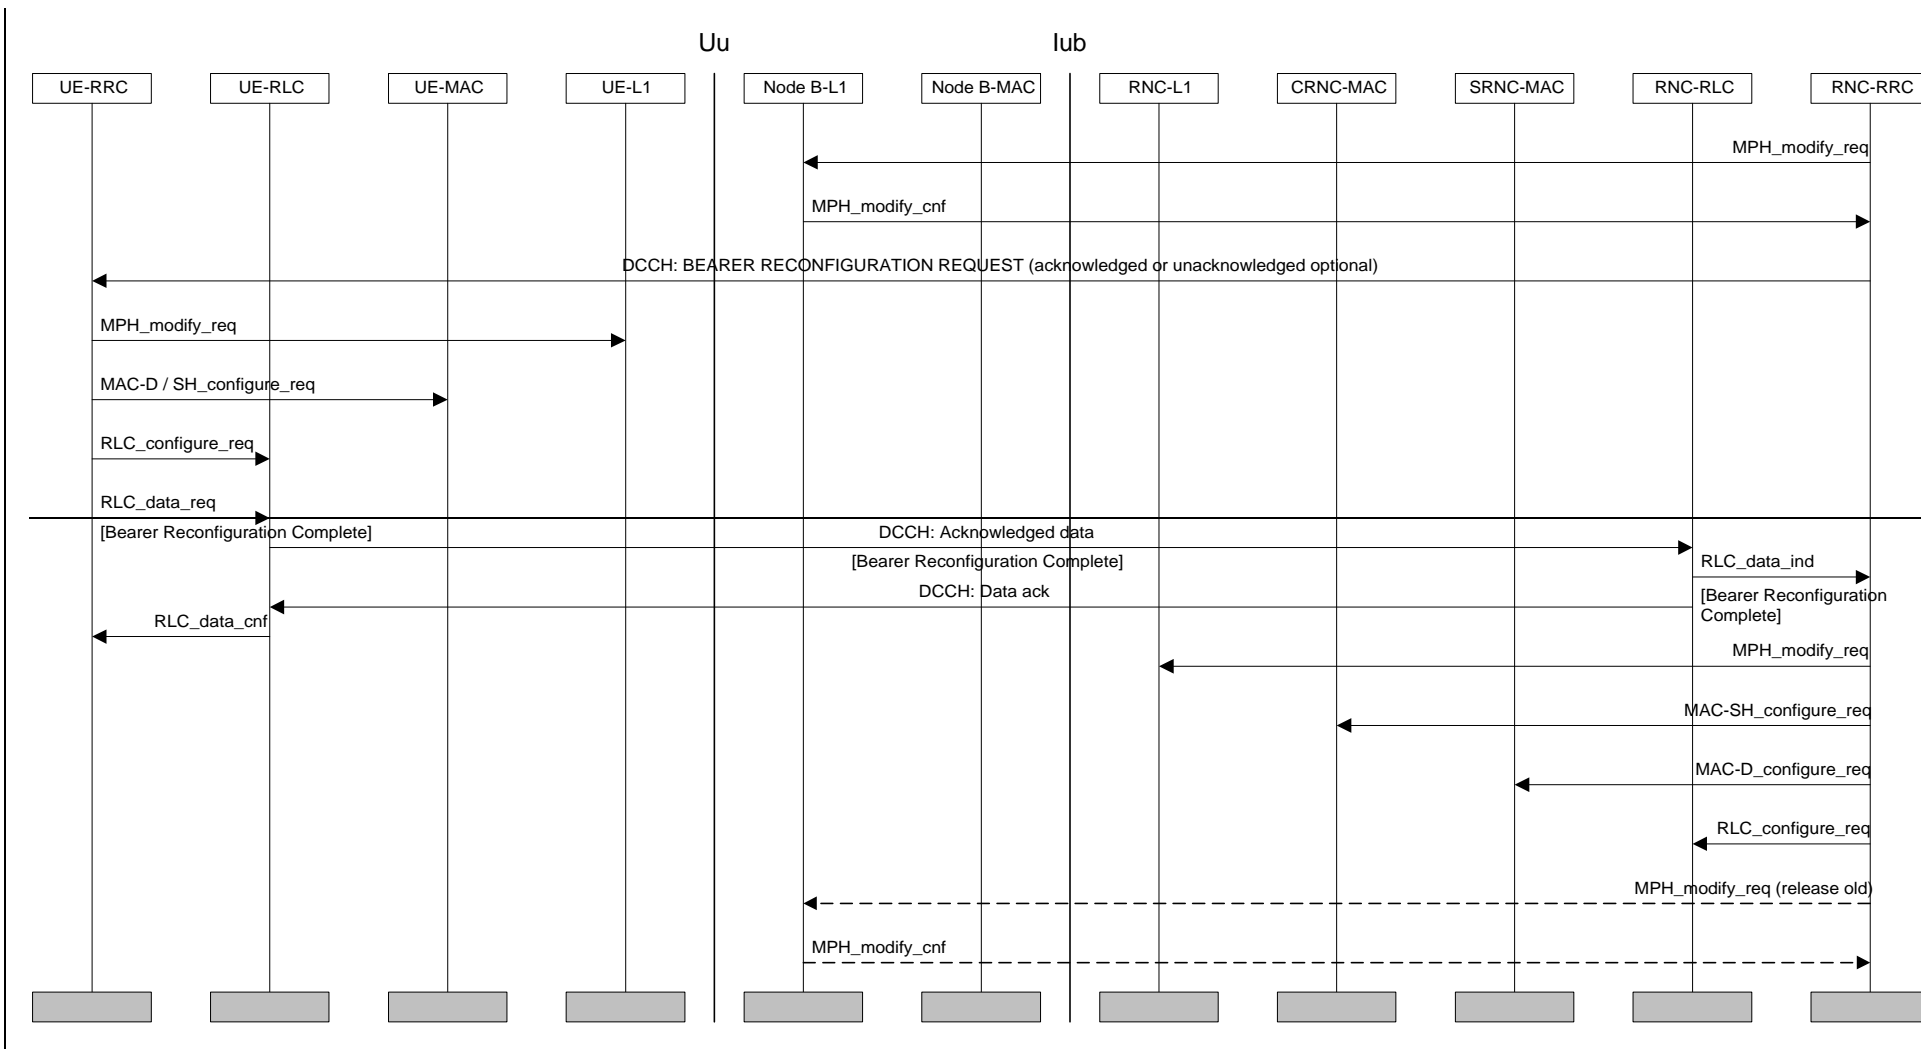 Uu
Iub
UE-RRC
UE-RLC
UE-MAC
UE-L1
Node B-L1
Node B-MAC
RNC-L1
CRNC-MAC
SRNC-MAC
RNC-RLC
RNC-RRC
MPH_modify_req
MPH_modify_cnf
DCCH: BEARER RECONFIGURATION REQUEST (acknowledged or unacknowledged optional)
MPH_modify_req
MAC-D / SH_configure_req
RLC_configure_req
RLC_data_req
[Bearer Reconfiguration Complete]
DCCH: Acknowledged data
[Bearer Reconfiguration Complete]
RLC_data_ind
DCCH: Data ack
[Bearer Reconfiguration
Complete]
RLC_data_cnf
MPH_modify_req
MAC-SH_configure_req
MAC-D_configure_req
RLC_configure_req
MPH_modify_req (release old)
MPH_modify_cnf